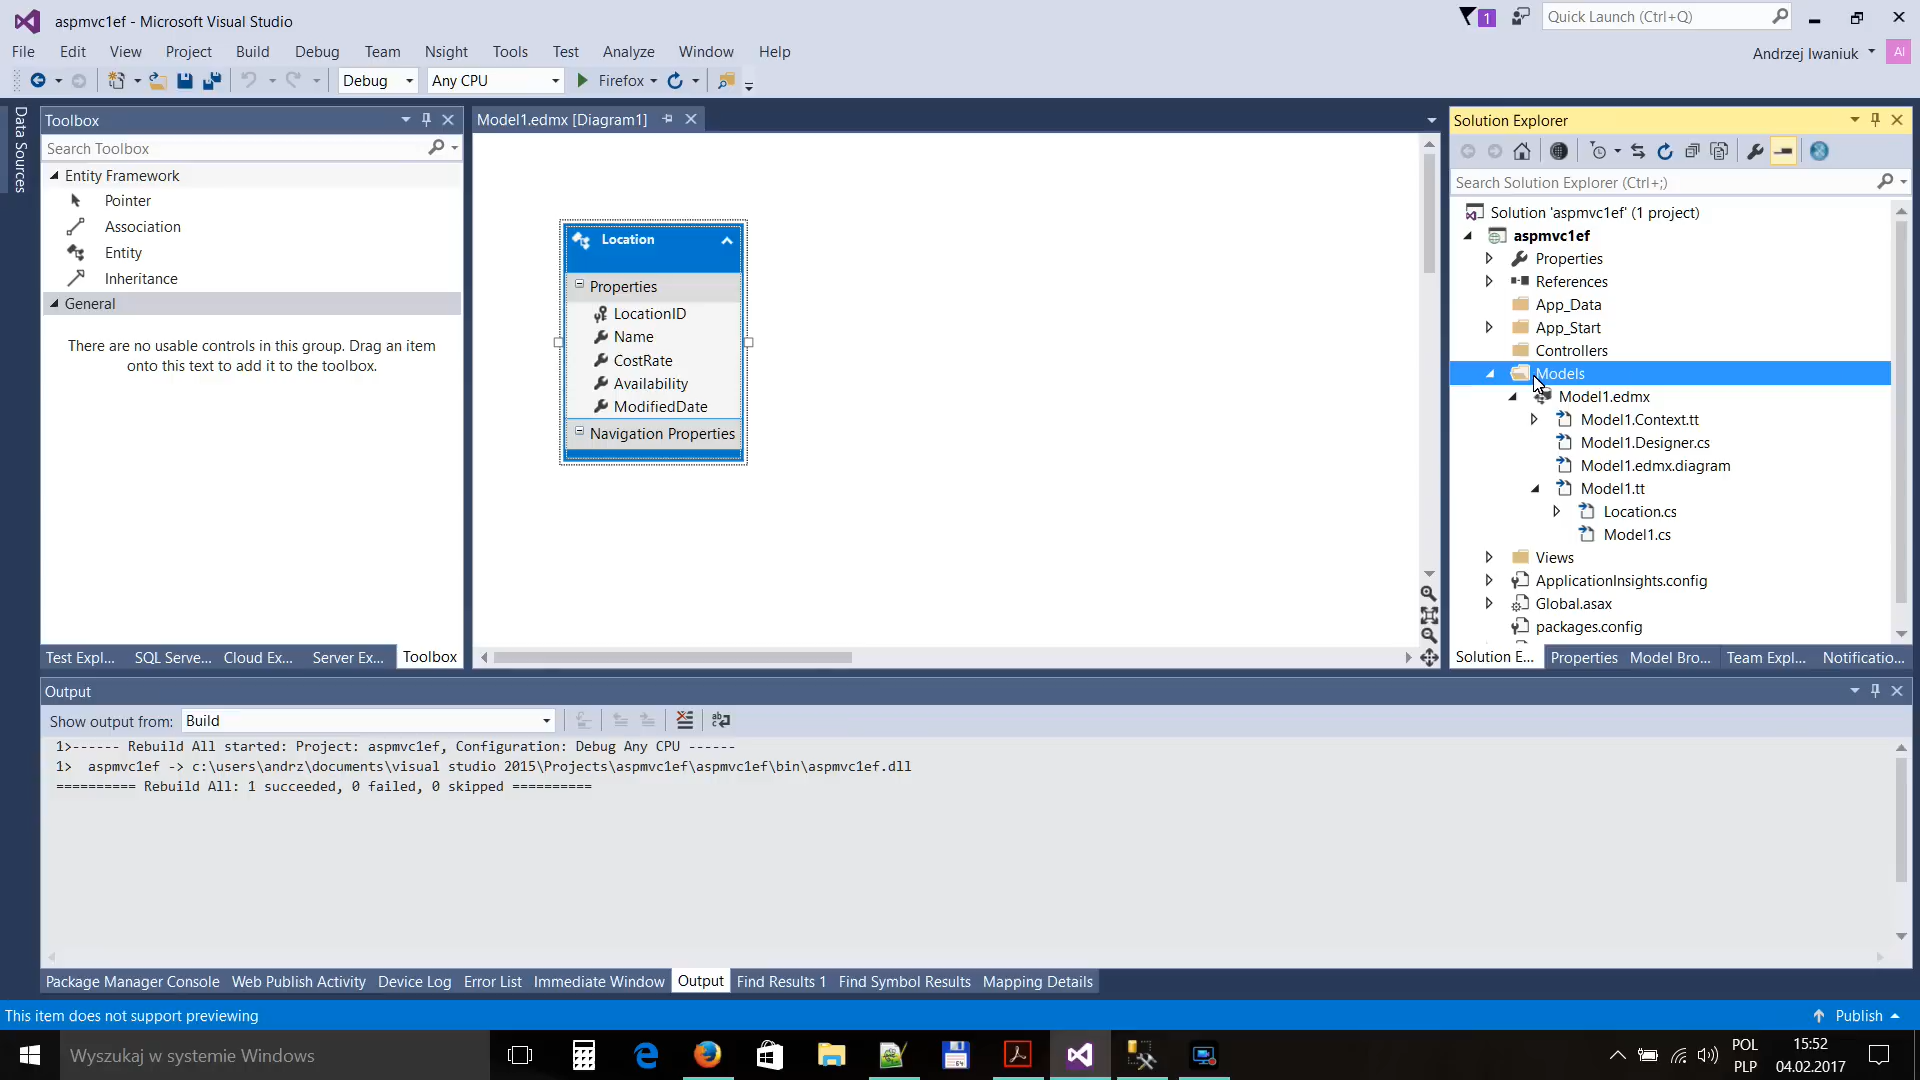 aspmvc1ef - Microsoft Visual Studio
1
Quick Launch (Ctrl+Q)
File Edit View Project Build Debug Team Nsight Tools Test Analyze Window Help
Andrzej Iwaniuk AI
Debug Any CPU Firefox
Data Sources
Toolbox
Search Toolbox
Entity Framework
Pointer
Association
Entity
Inheritance
General
There are no usable controls in this group. Drag an item
onto this text to add it to the toolbox.
Test Expl... SQL Serve... Cloud Ex... Server Ex... Toolbox
Model1.edmx [Diagram1]
Location
Properties
LocationID
Name
CostRate
Availability
ModifiedDate
Navigation Properties
Solution Explorer
Search Solution Explorer (Ctrl+;)
Solution 'aspmvc1ef' (1 project)
aspmvc1ef
Properties
References
App_Data
App_Start
Controllers
Models
Model1.edmx
Model1.Context.tt
Model1.Designer.cs
Model1.edmx.diagram
Model1.tt
Location.cs
Model1.cs
Views
ApplicationInsights.config
Global.asax
packages.config
Solution E... Properties Model Bro... Team Expl... Notificatio...
Output
Show output from: Build
1>------ Rebuild All started: Project: aspmvc1ef, Configuration: Debug Any CPU ------
1>  aspmvc1ef -> c:\users\andrz\documents\visual studio 2015\Projects\aspmvc1ef\aspmvc1ef\bin\aspmvc1ef.dll
========== Rebuild All: 1 succeeded, 0 failed, 0 skipped ==========
Package Manager Console Web Publish Activity Device Log Error List Immediate Window Output Find Results 1 Find Symbol Results Mapping Details
This item does not support previewing
Publish
Wyszukaj w systemie Windows
POL
PLP
15:52
04.02.2017